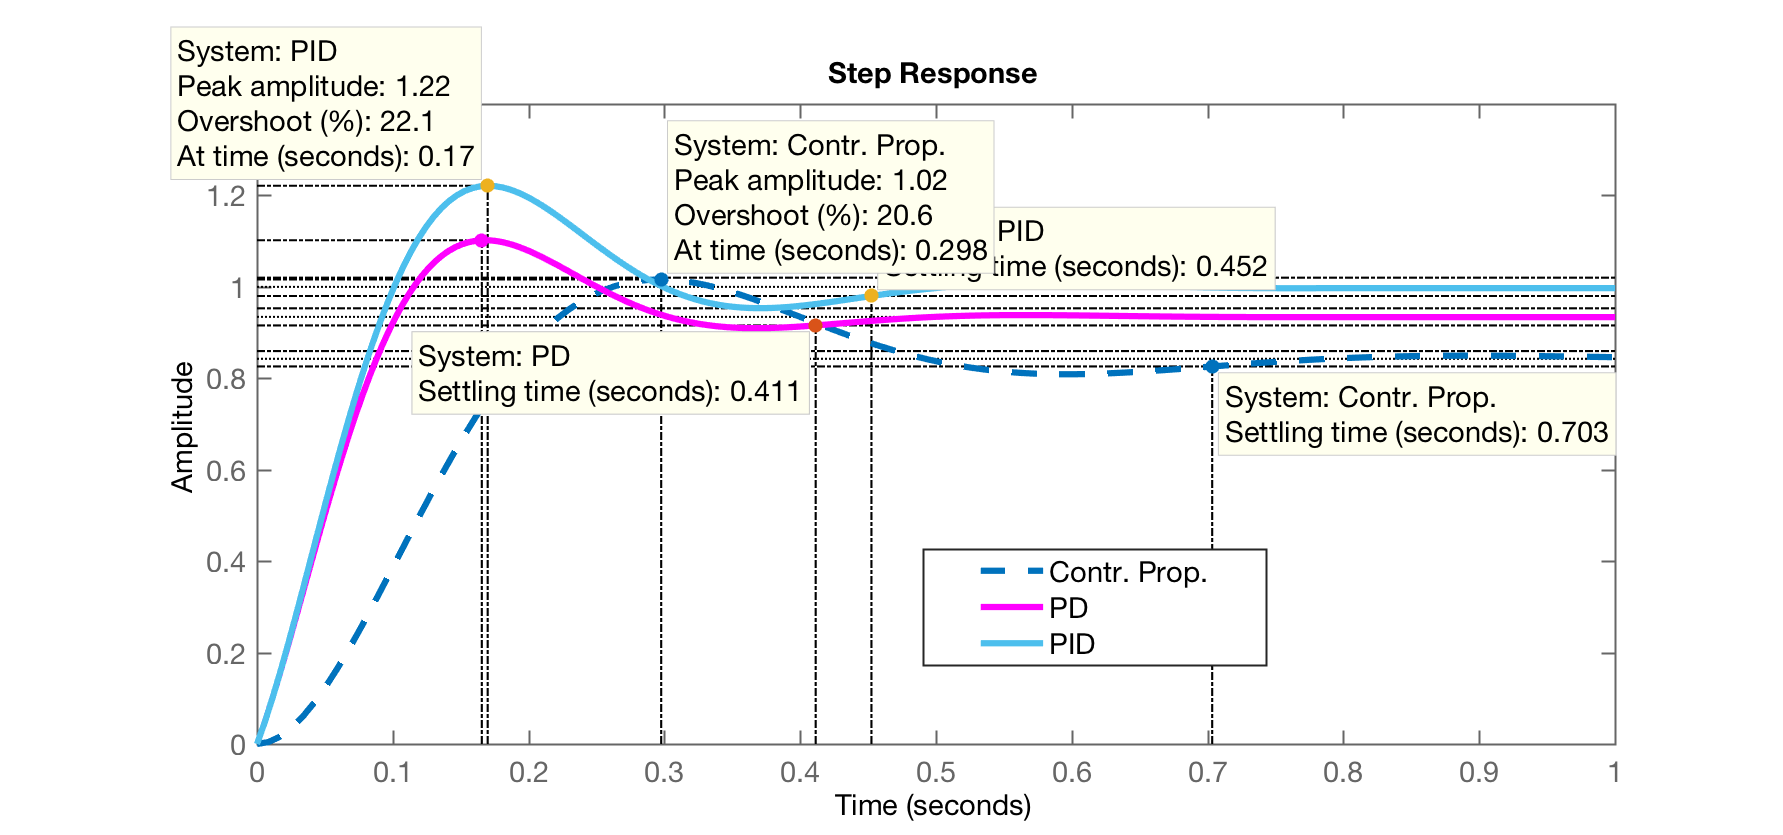 System: PID
Peak amplitude: 1.22
Overshoot (%): 22.1
At time (seconds): 0.17
Step Response
System: Contr. Prop.
Peak amplitude: 1.02
Overshoot (%): 20.6
At time (seconds): 0.298
PID
time (seconds): 0.452
System: PD
Settling time (seconds): 0.411
System: Contr. Prop.
Settling time (seconds): 0.703
Amplitude
1.2
1
0.8
0.6
0.4
0.2
0
Contr. Prop.
PD
PID
0 0.1 0.2 0.3 0.4 0.5 0.6 0.7 0.8 0.9 1
Time (seconds)